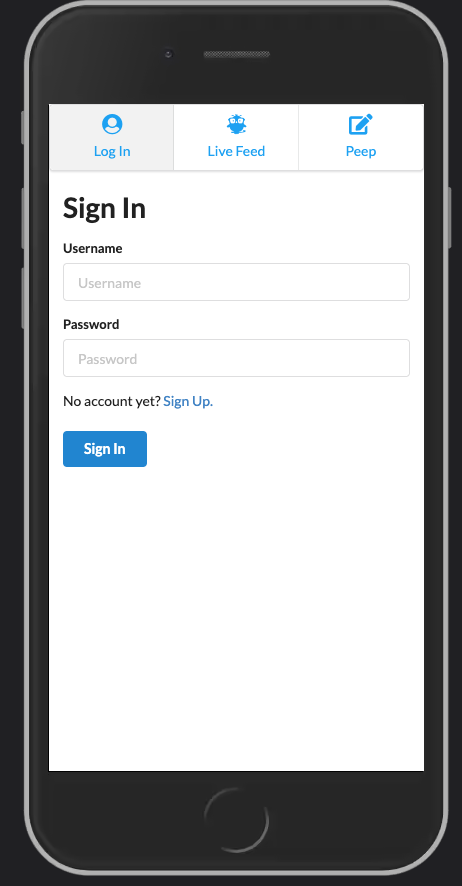 Log In
Live Feed
Peep
Sign In
Username
Username
Password
Password
No account yet? Sign Up.
Sign In